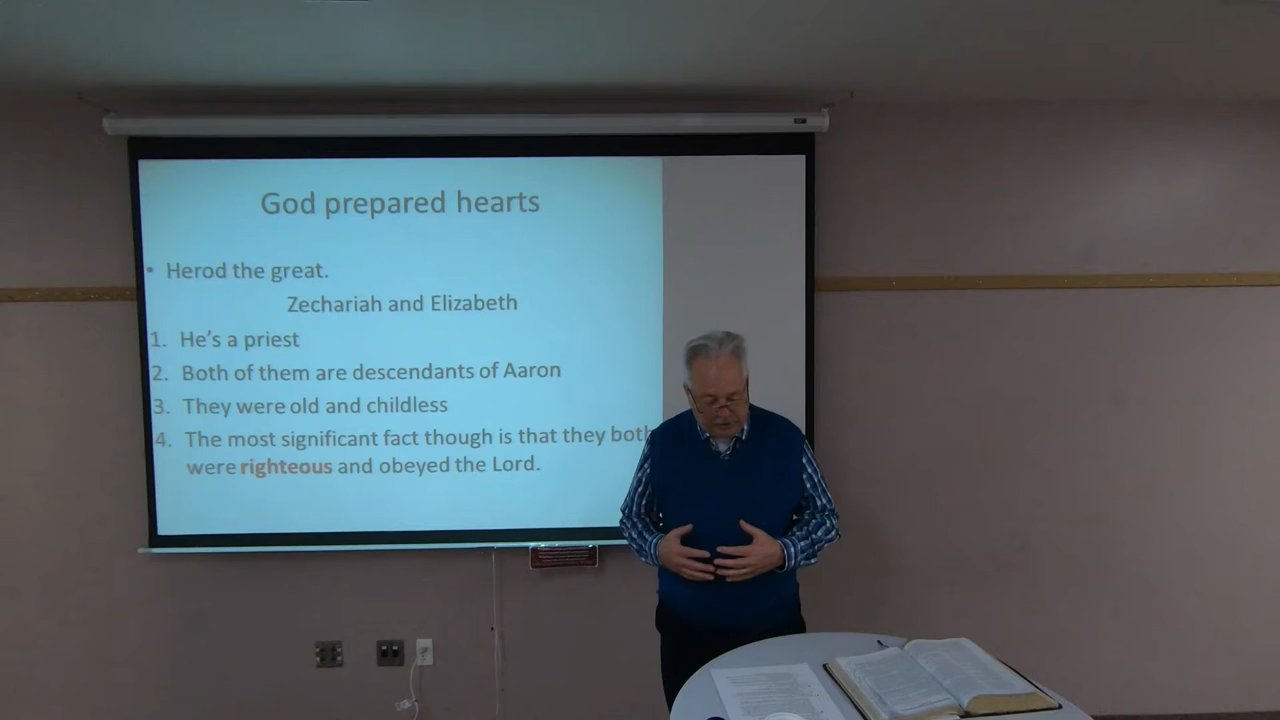 God prepared hearts
• Herod the great.
Zechariah and Elizabeth
1. He's a priest
2. Both of them are descendants of Aaron
3. They were old and childless
4. The most significant fact though is that they both
were righteous and obeyed the Lord.